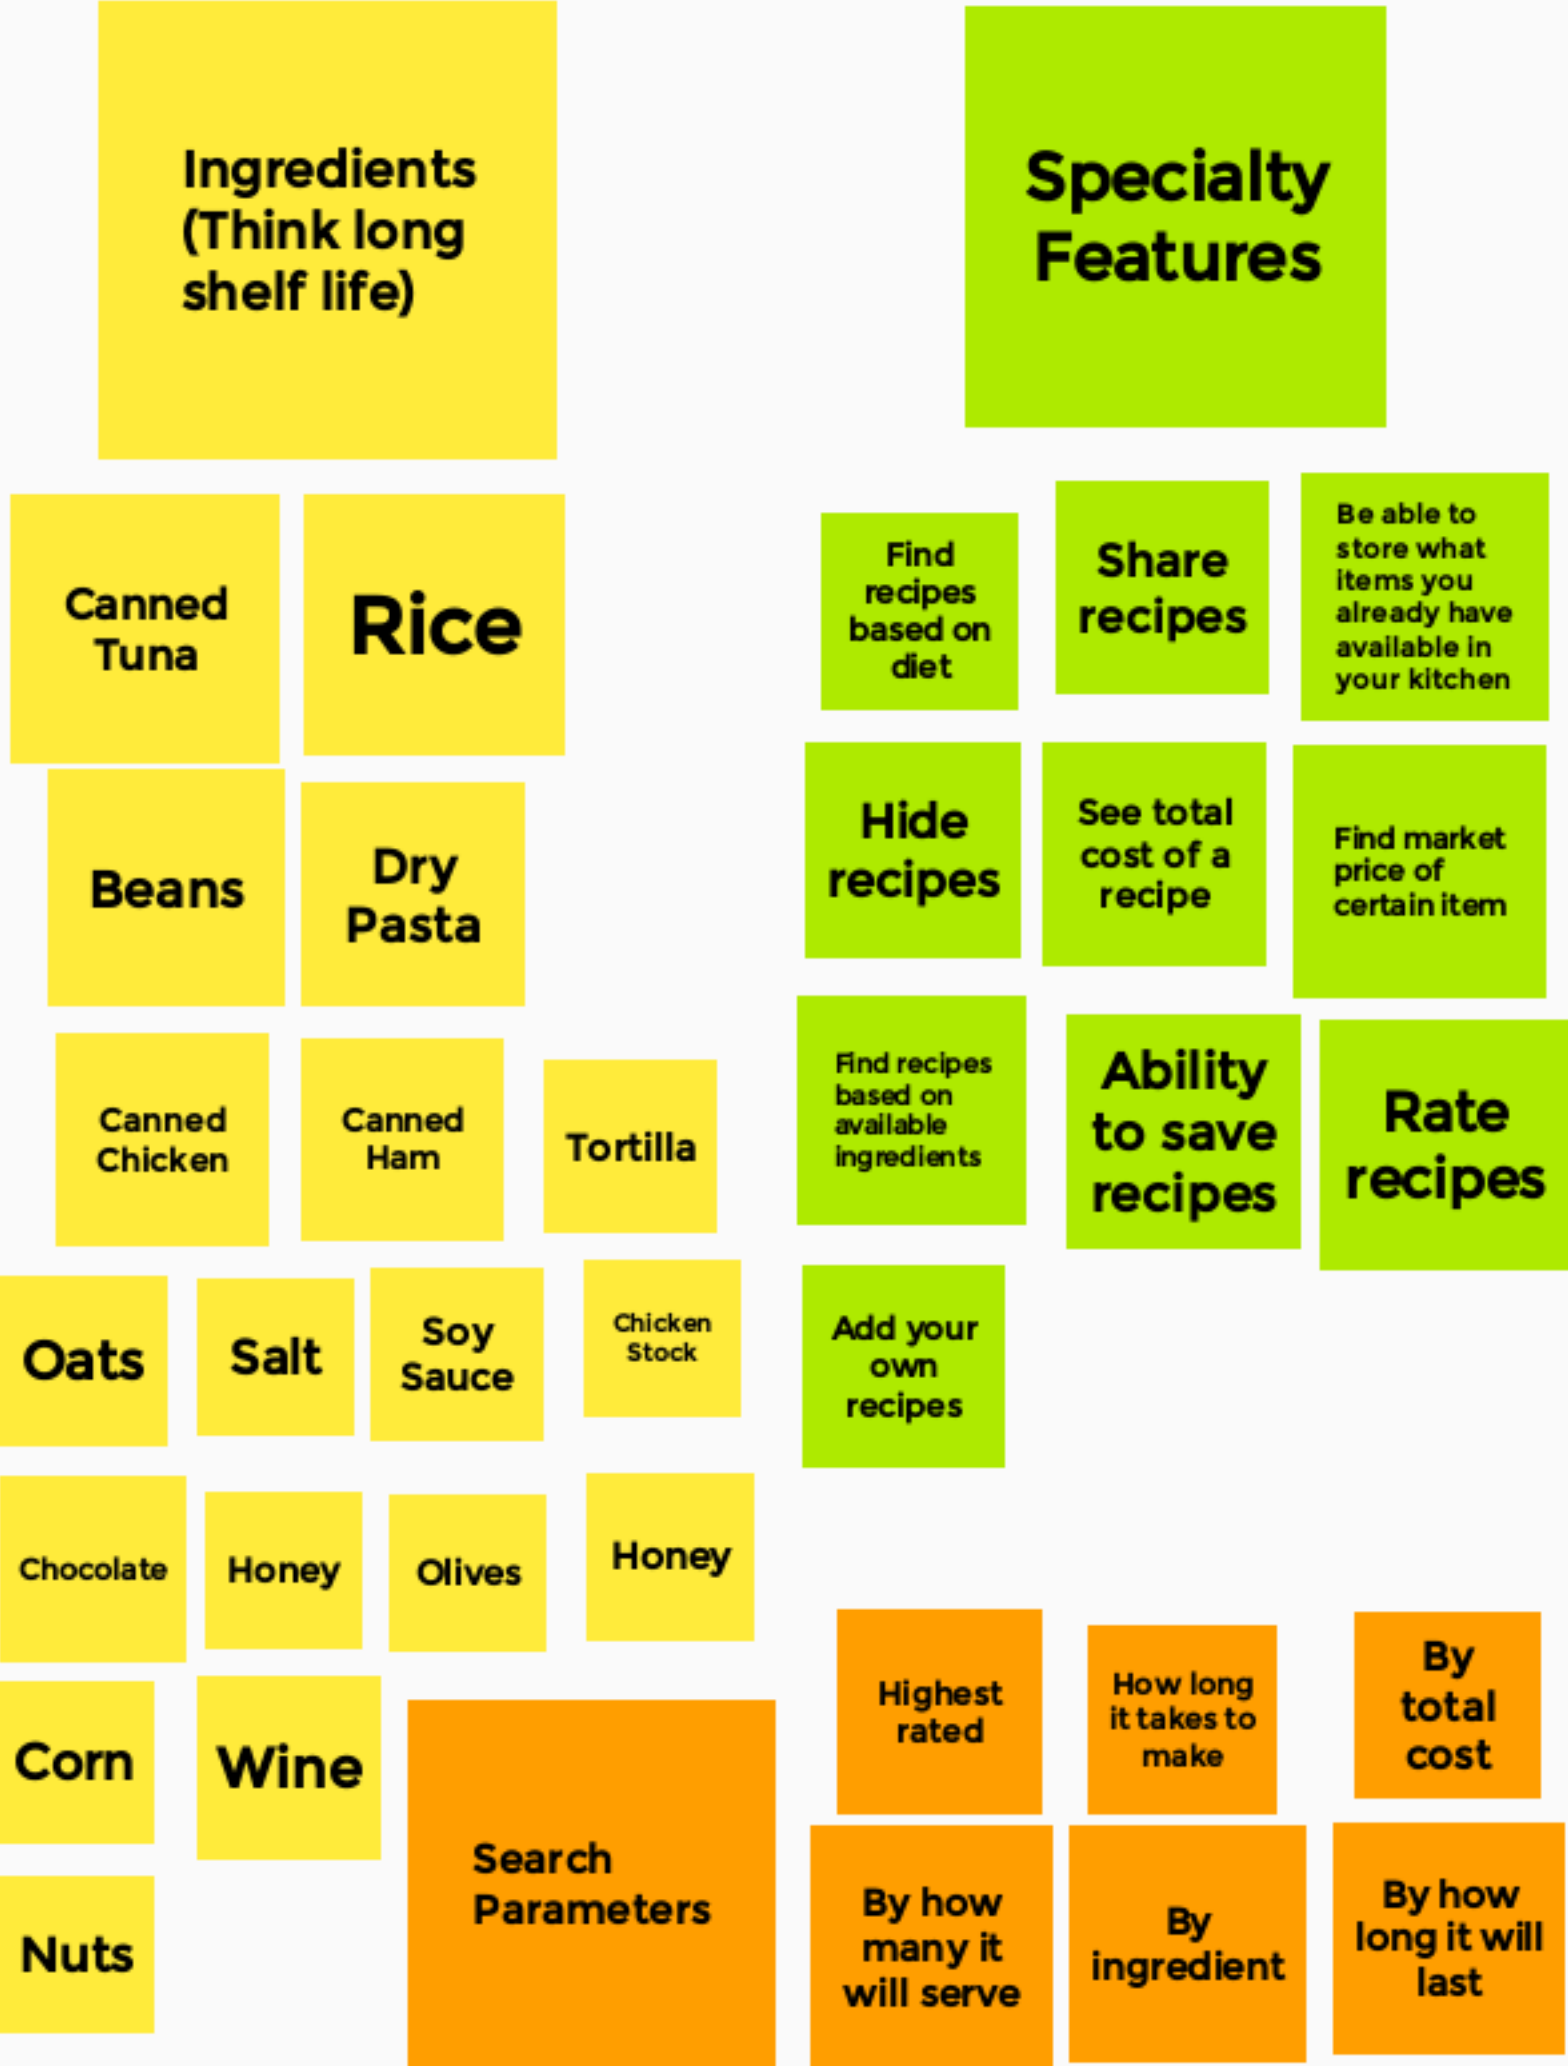 Ingredients
(Think long
shelf life)
Canned
Tuna
Rice
Beans
Dry
Pasta
Canned
Chicken
Canned
Ham
Tortilla
Oats
Salt
Soy
Sauce
Chicken
Stock
Chocolate
Honey
Olives
Honey
Corn
Wine
Nuts
Specialty
Features
Find
recipes
based on
diet
Share
recipes
Be able to
store what
items you
already have
available in
your kitchen
Hide
recipes
See total
cost of a
recipe
Find market
price of
certain item
Find recipes
based on
available
ingredients
Ability
to save
recipes
Rate
recipes
Add your
own
recipes
Search
Parameters
Highest
rated
How long
it takes to
make
By
total
cost
By how
many it
will serve
By
ingredient
By how
long it will
last